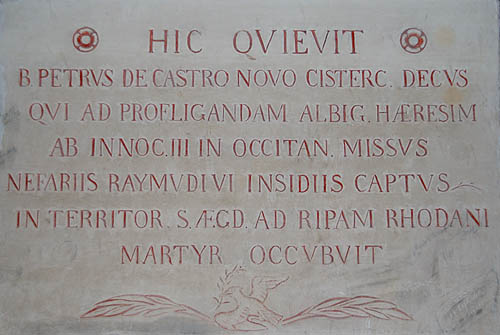 HIC QVIEVIT
B. PETRVS DE CASTRO NOVO CISTERC. DECVS
QVI AD PROFLIGANDAM ALBIG. HÆRESIM
AB INNOC. III IN OCCITAN. MISSVS
NEFARIIS RAYMVDI VI INSIDIIS CAPTVS
IN TERRITOR. S. ÆGD. AD RIPAM RHODANI
MARTYR OCCVBVIT